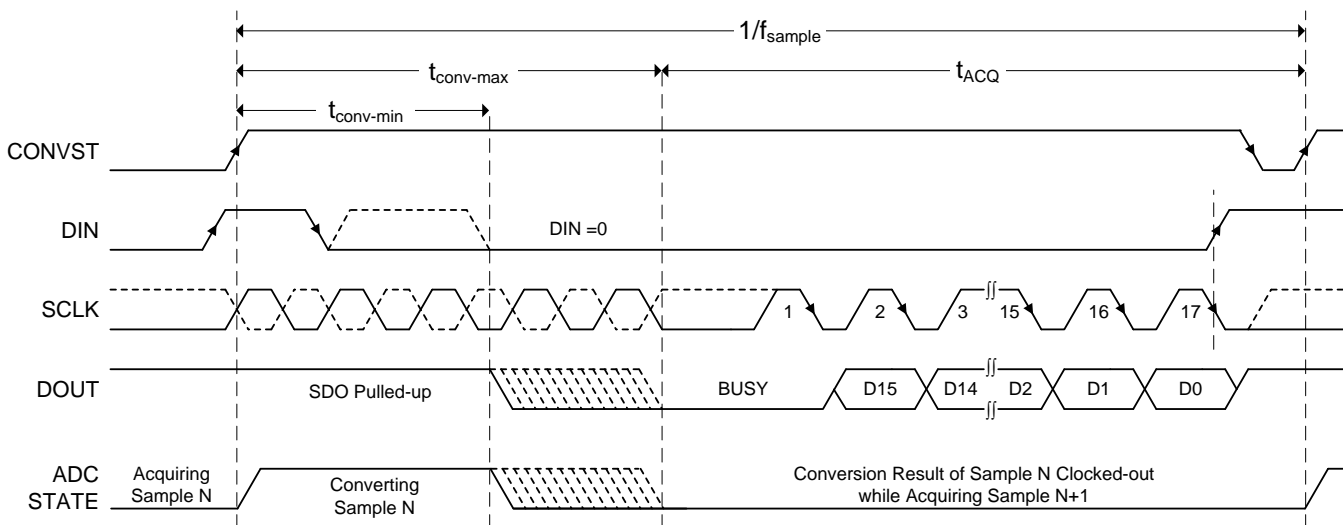 1/fsample
tconv-max
tACQ
tconv-min
CONVST
DIN
DIN =0
SCLK
1 2 3 15 16 17
DOUT
SDO Pulled-up
BUSY
D15 D14 D2 D1 D0
ADC
STATE
Acquiring
Sample N
Converting
Sample N
Conversion Result of Sample N Clocked-out
while Acquiring Sample N+1